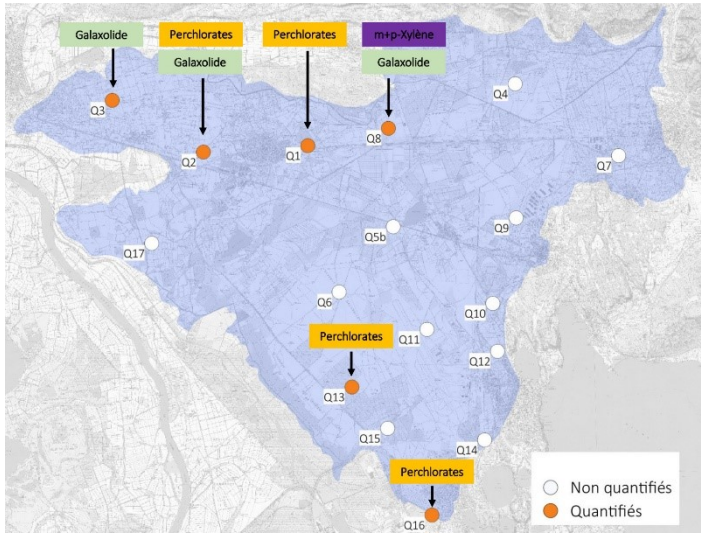 Galaxolide
Perchlorates
Perchlorates
m+p-Xylène
Galaxolide
Galaxolide
Q3
Q4
Q8
Q1
Q2
Q7
Q9
Q5b
Q17
Q6
Q10
Q11
Perchlorates
Q12
Q13
Q15
Q14
Perchlorates
Q16
Non quantifiés
Quantifiés